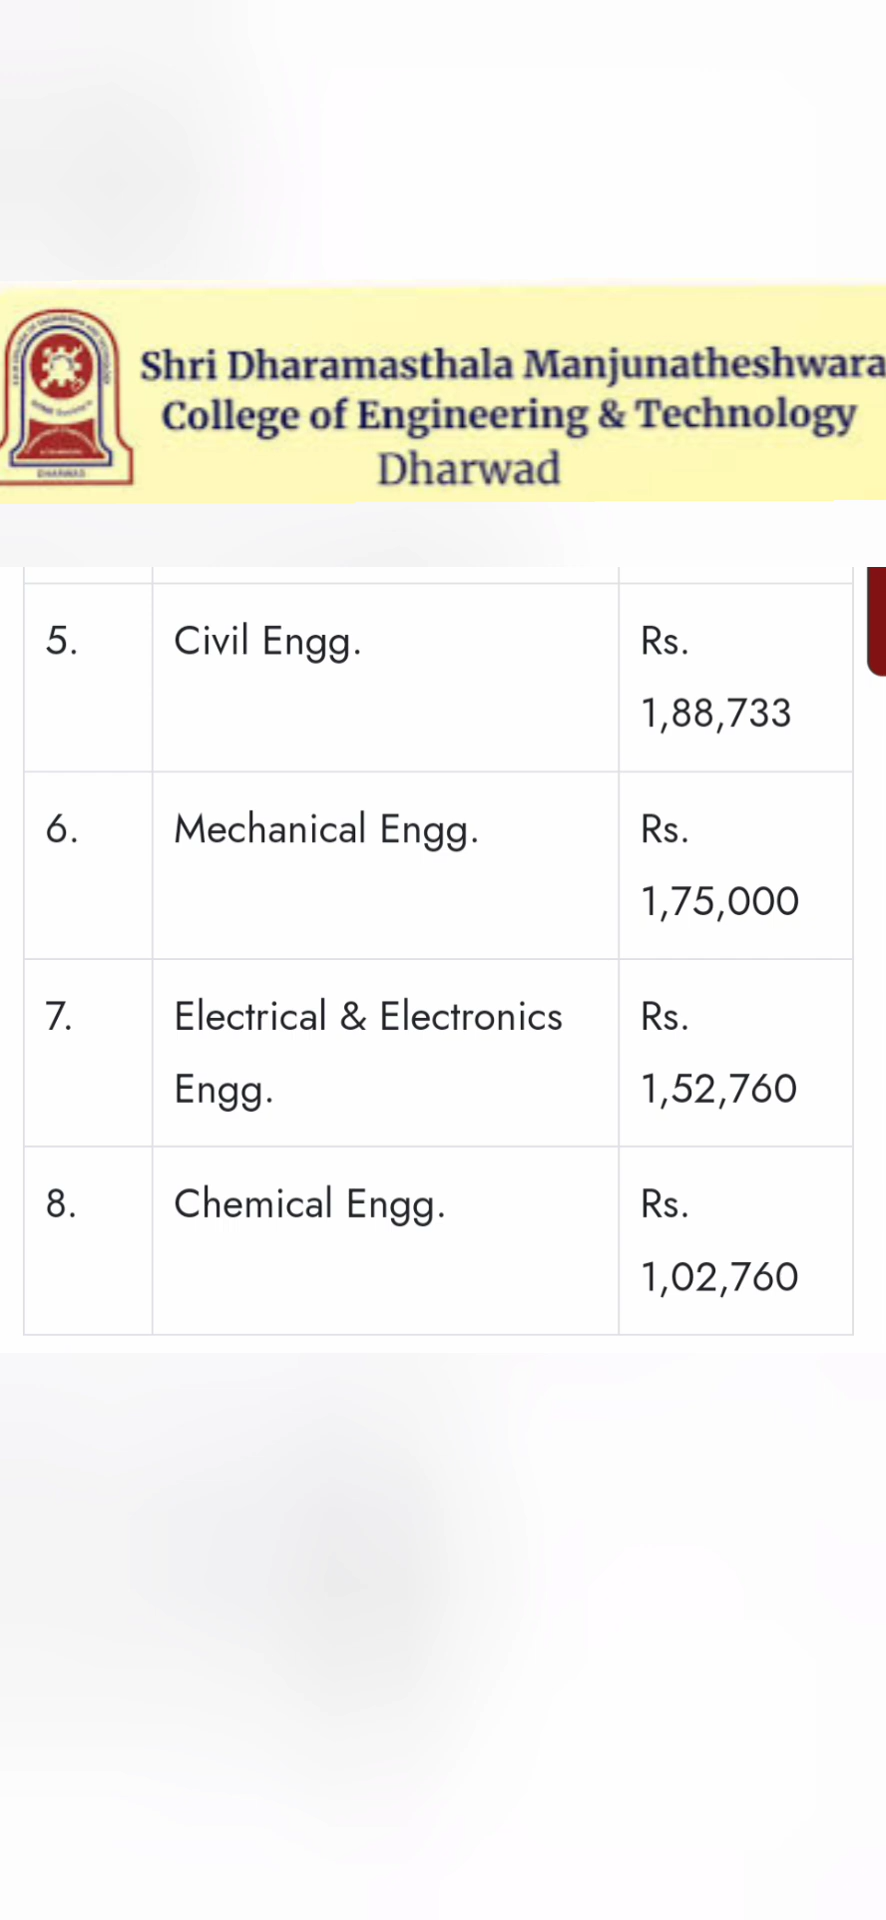 Shri Dharamasthala Manjunatheshwara
College of Engineering & Technology
Dharwad
DHARWAD
5. Civil Engg. Rs.
1,88,733
6. Mechanical Engg. Rs.
1,75,000
7. Electrical & Electronics Rs.
Engg. 1,52,760
8. Chemical Engg. Rs.
1,02,760